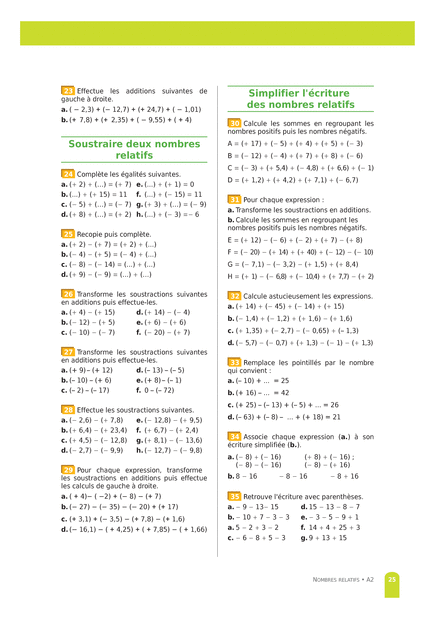 23 Effectue les additions suivantes de
gauche à droite.
a. ( − 2,3) + (− 12,7) + (+ 24,7) + ( − 1,01)
b. (+ 7,8) + (+ 2,35) + ( − 9,55) + ( + 4)
Soustraire deux nombres
relatifs
24 Complète les égalités suivantes.
a. (+ 2) + (...) = (+ 7) e. (...) + (+ 1) = 0
b. (...) + (+ 15) = 11 f. (...) + (− 15) = 11
c. (− 5) + (...) = (− 7) g. (+ 3) + (...) = (− 9)
d. (+ 8) + (...) = (+ 2) h. (...) + (− 3) = − 6
25 Recopie puis complète.
a. (+ 2) − (+ 7) = (+ 2) + (...)
b. (− 4) − (+ 5) = (− 4) + (...)
c. (− 8) − (− 14) = (...) + (...)
d. (+ 9) − (− 9) = (...) + (...)
26 Transforme les soustractions suivantes
en additions puis effectue-les.
a. (+ 4) − (+ 15) d. (+ 14) − (− 4)
b. (− 12) − (+ 5) e. (+ 6) − (+ 6)
c. (− 10) − (− 7) f. (− 20) − (+ 7)
27 Transforme les soustractions suivantes
en additions puis effectue-les.
a. (+ 9) – (+ 12) d. (– 13) – (– 5)
b. (– 10) – (+ 6) e. (+ 8) – (– 1)
c. (– 2) – (– 17) f. 0 – (– 72)
28 Effectue les soustractions suivantes.
a. (− 2,6) − (+ 7,8) e. (− 12,8) − (+ 9,5)
b. (+ 6,4) − (+ 23,4) f. (+ 6,7) − (+ 2,4)
c. (+ 4,5) − (− 12,8) g. (+ 8,1) − (− 13,6)
d. (− 2,7) − (− 9,9) h. (− 12,7) − (− 9,8)
29 Pour chaque expression, transforme
les soustractions en additions puis effectue
les calculs de gauche à droite.
a. ( + 4)− ( −2) + (− 8) − (+ 7)
b. (− 27) − (− 35) − (− 20) + (+ 17)
c. (+ 3,1) + (− 3,5) − (+ 7,8) − (+ 1,6)
d. (− 16,1) − ( + 4,25) + ( + 7,85) − ( + 1,66)
Simplifier l'écriture
des nombres relatifs
30 Calcule les sommes en regroupant les
nombres positifs puis les nombres négatifs.
A = (+ 17) + (− 5) + (+ 4) + (+ 5) + (− 3)
B = (− 12) + (− 4) + (+ 7) + (+ 8) + (− 6)
C = (− 3) + (+ 5,4) + (− 4,8) + (+ 6,6) + (− 1)
D = (+ 1,2) + (+ 4,2) + (+ 7,1) + (− 6,7)
31 Pour chaque expression :
a. Transforme les soustractions en additions.
b. Calcule les sommes en regroupant les
nombres positifs puis les nombres négatifs.
E = (+ 12) − (− 6) + (− 2) + (+ 7) − (+ 8)
F = (− 20) − (+ 14) + (+ 40) + (− 12) − (− 10)
G = (− 7,1) − (− 3,2) − (+ 1,5) + (+ 8,4)
H = (+ 1) − (− 6,8) + (− 10,4) + (+ 7,7) − (+ 2)
32 Calcule astucieusement les expressions.
a. (+ 14) + (− 45) + (− 14) + (+ 15)
b. (− 1,4) + (− 1,2) + (+ 1,6) − (+ 1,6)
c. (+ 1,35) + (− 2,7) − (− 0,65) + (– 1,3)
d. (− 5,7) − (− 0,7) + (+ 1,3) − (− 1) − (+ 1,3)
33 Remplace les pointillés par le nombre
qui convient :
a. (– 10) + ... = 25
b. (+ 16) – ... = 42
c. (+ 25) – (– 13) + (– 5) + ... = 26
d. (– 63) + (– 8) – ... + (+ 18) = 21
34 Associe chaque expression (a.) à son
écriture simplifiée (b.).
a. (− 8) + (− 16) (+ 8) + (− 16) ;
(− 8) − (− 16) (− 8) − (+ 16)
b. 8 − 16 − 8 − 16 − 8 + 16
35 Retrouve l'écriture avec parenthèses.
a. − 9 − 13− 15 d. 15 − 13 − 8 − 7
b. − 10 + 7 − 3 − 3 e. − 3 − 5 − 9 + 1
a. 5 − 2 + 3 − 2 f. 14 + 4 + 25 + 3
c. − 6 − 8 + 5 − 3 g. 9 + 13 + 15
NOMBRES RELATIFS • A2 25